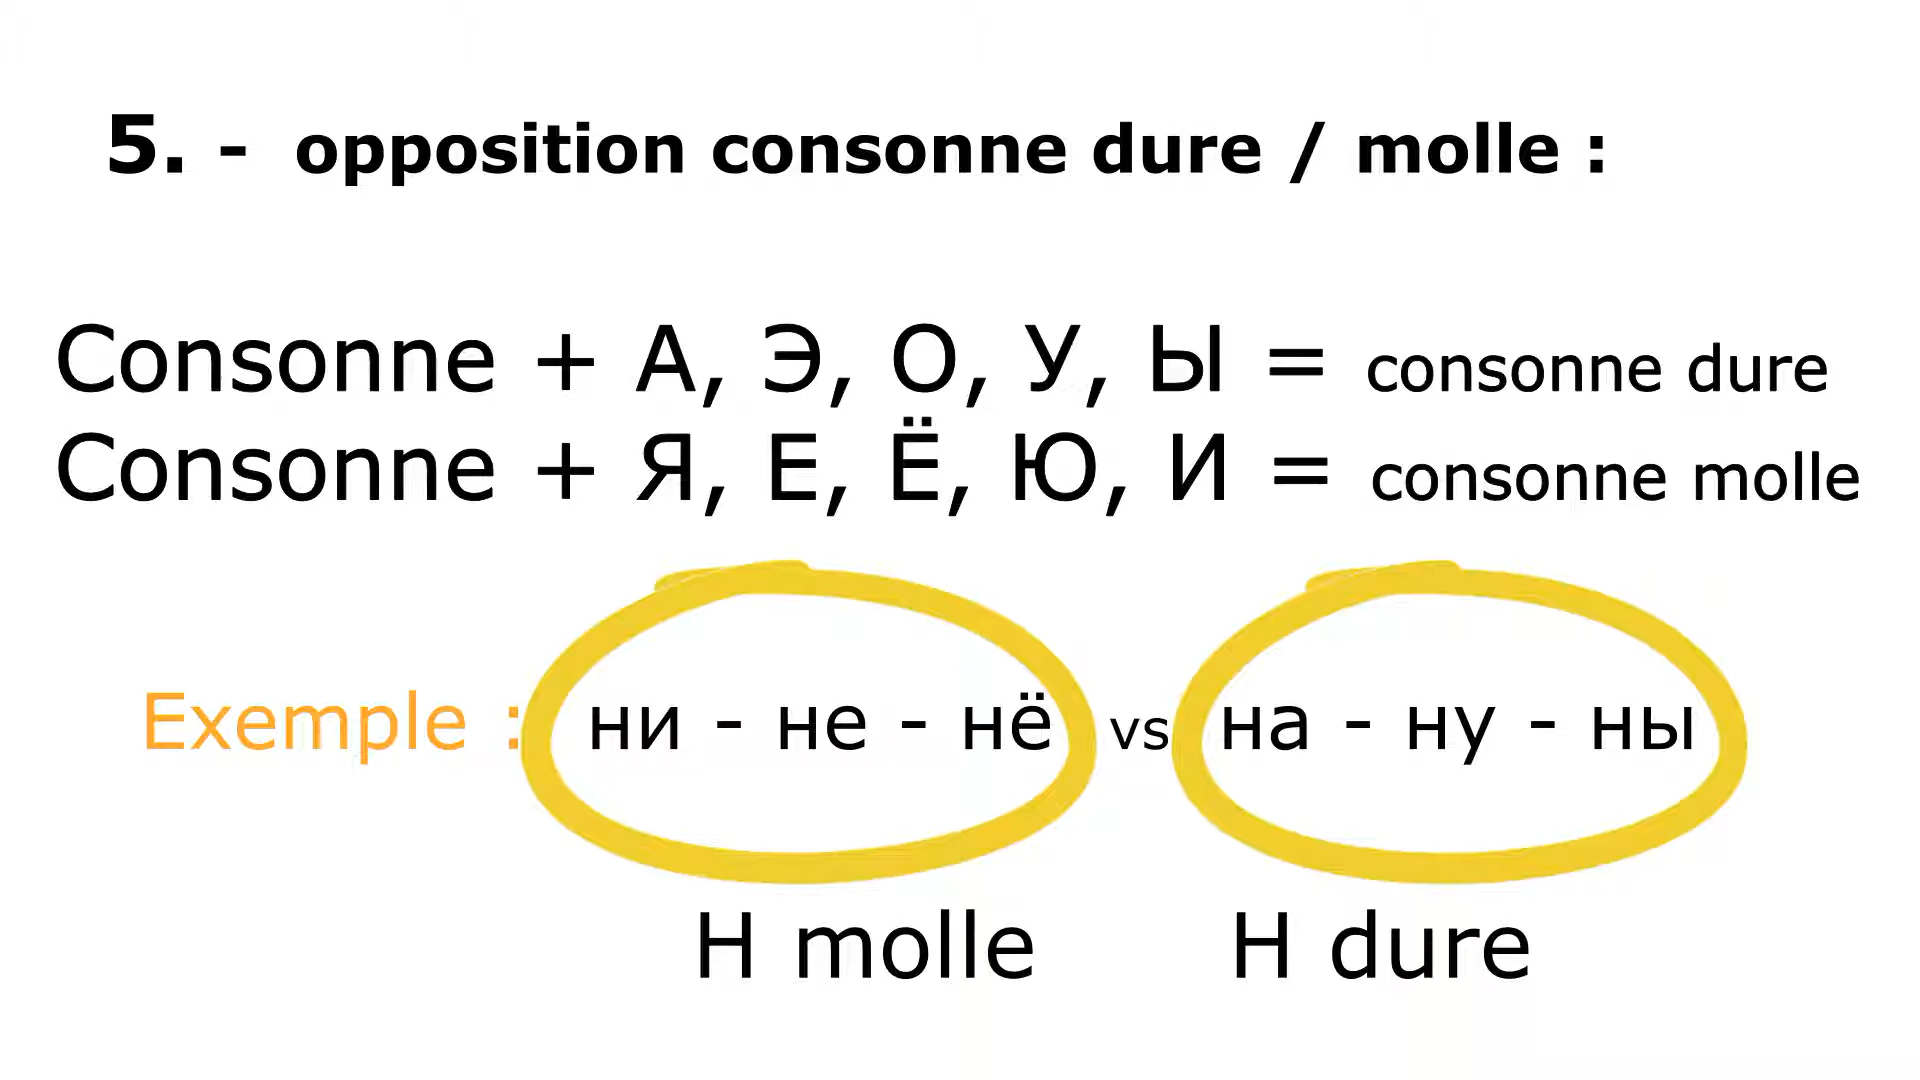 5. - opposition consonne dure / molle :
Consonne + А, Э, О, У, Ы = consonne dure
Consonne + Я, Е, Ё, Ю, И = consonne molle
Exemple : ни - не - нё vs на - ну - ны
Н molle Н dure